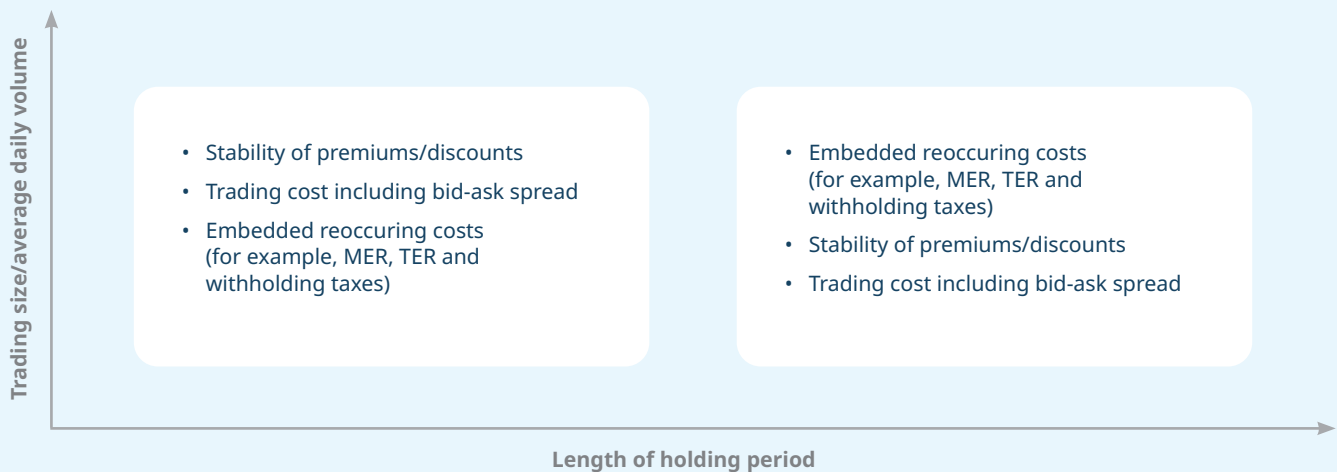 Trading size/average daily volume
• Stability of premiums/discounts
• Trading cost including bid-ask spread
• Embedded reoccuring costs
(for example, MER, TER and
withholding taxes)
• Embedded reoccuring costs
(for example, MER, TER and
withholding taxes)
• Stability of premiums/discounts
• Trading cost including bid-ask spread
Length of holding period